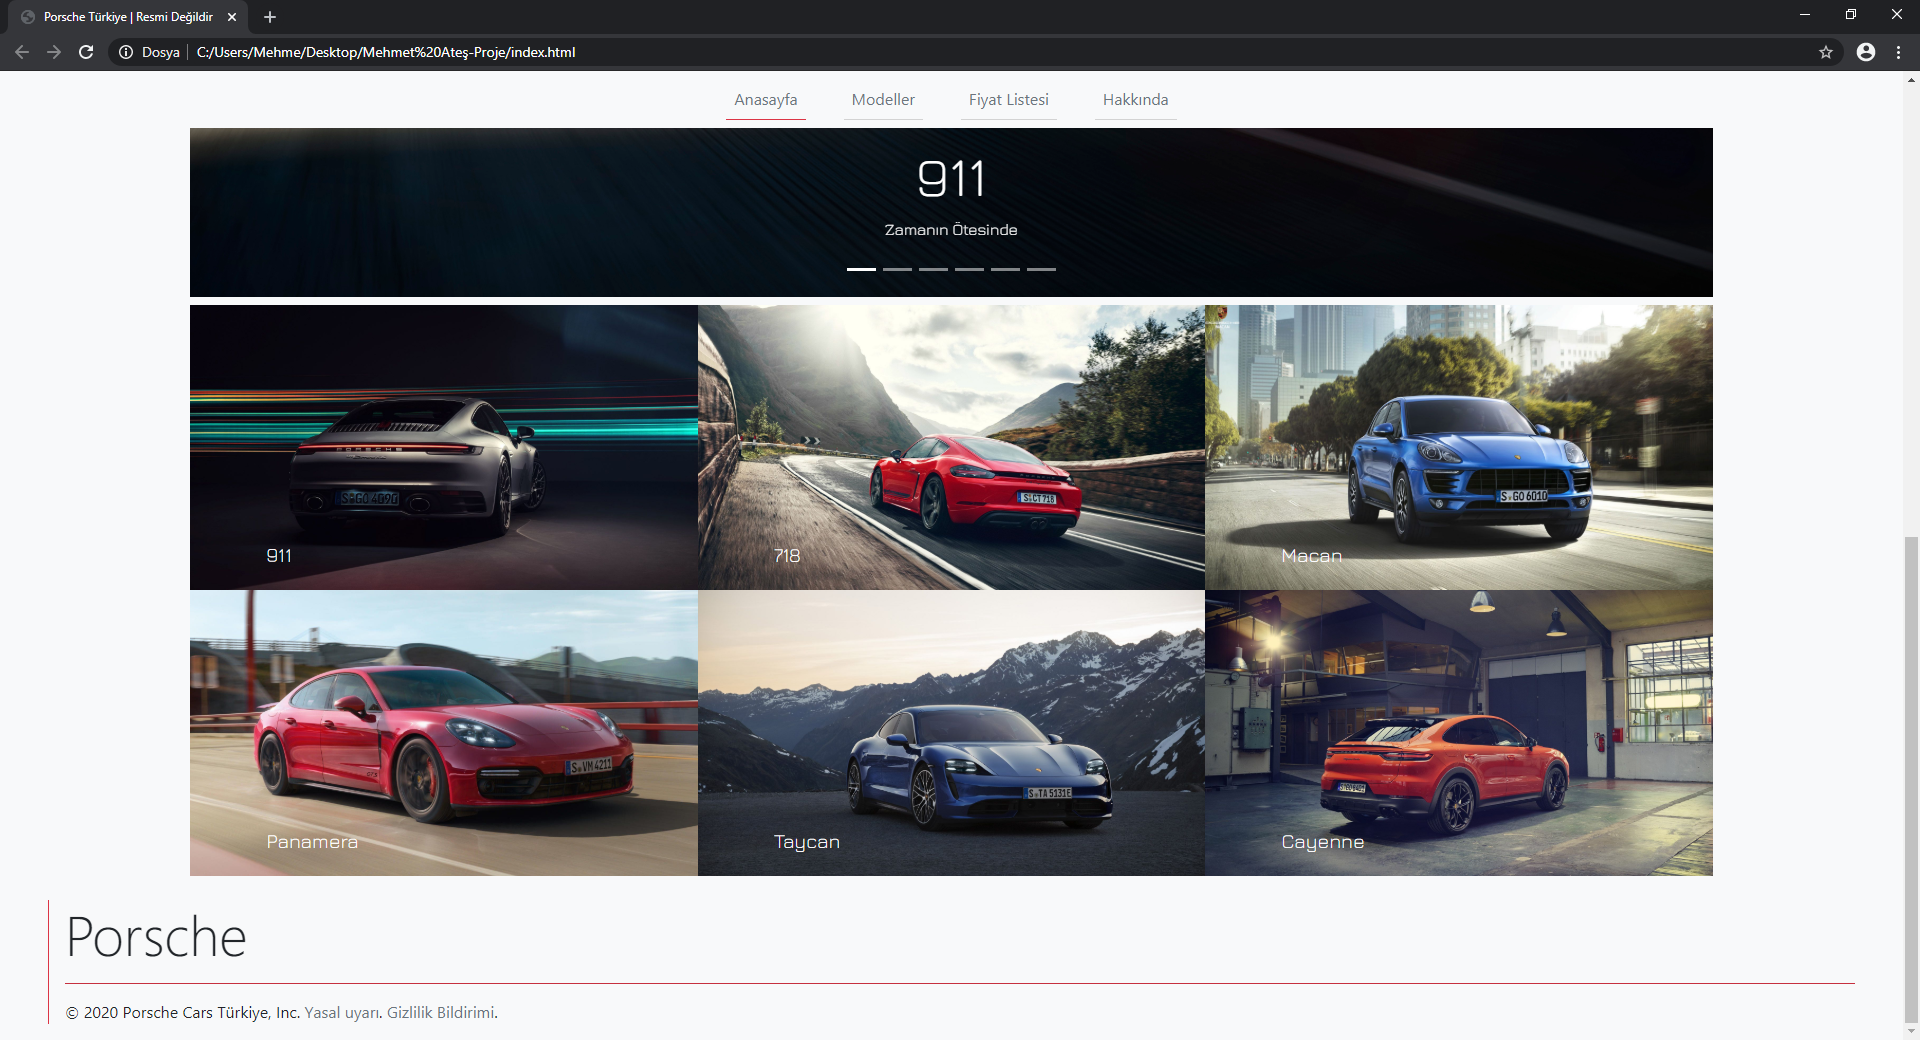 Porsche Türkiye | Resmi Değildir
Dosya C:/Users/Mehme/Desktop/Mehmet%20Ateş-Proje/index.html
Anasayfa Modeller Fiyat Listesi Hakkında
911
Zamanın Ötesinde
PORSCHE
S GO 4090
911
S CT 718
718
S GO 6010
Macan
GTS
S VM 4211
Panamera
S TA 5131E
Taycan
Cayenne
Porsche
© 2020 Porsche Cars Türkiye, Inc. Yasal uyarı. Gizlilik Bildirimi.